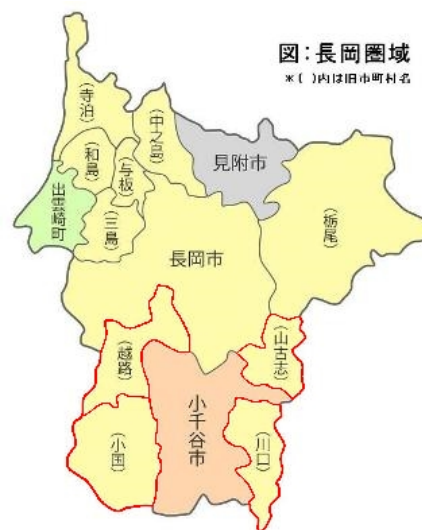 図：長岡圏域
＊( )内は旧市町村名
(寺泊)
(中之島)
見附市
(和島)
(与板)
出雲崎町
(三島)
(栃尾)
長岡市
(越路)
(山古志)
小千谷市
(小国)
(川口)